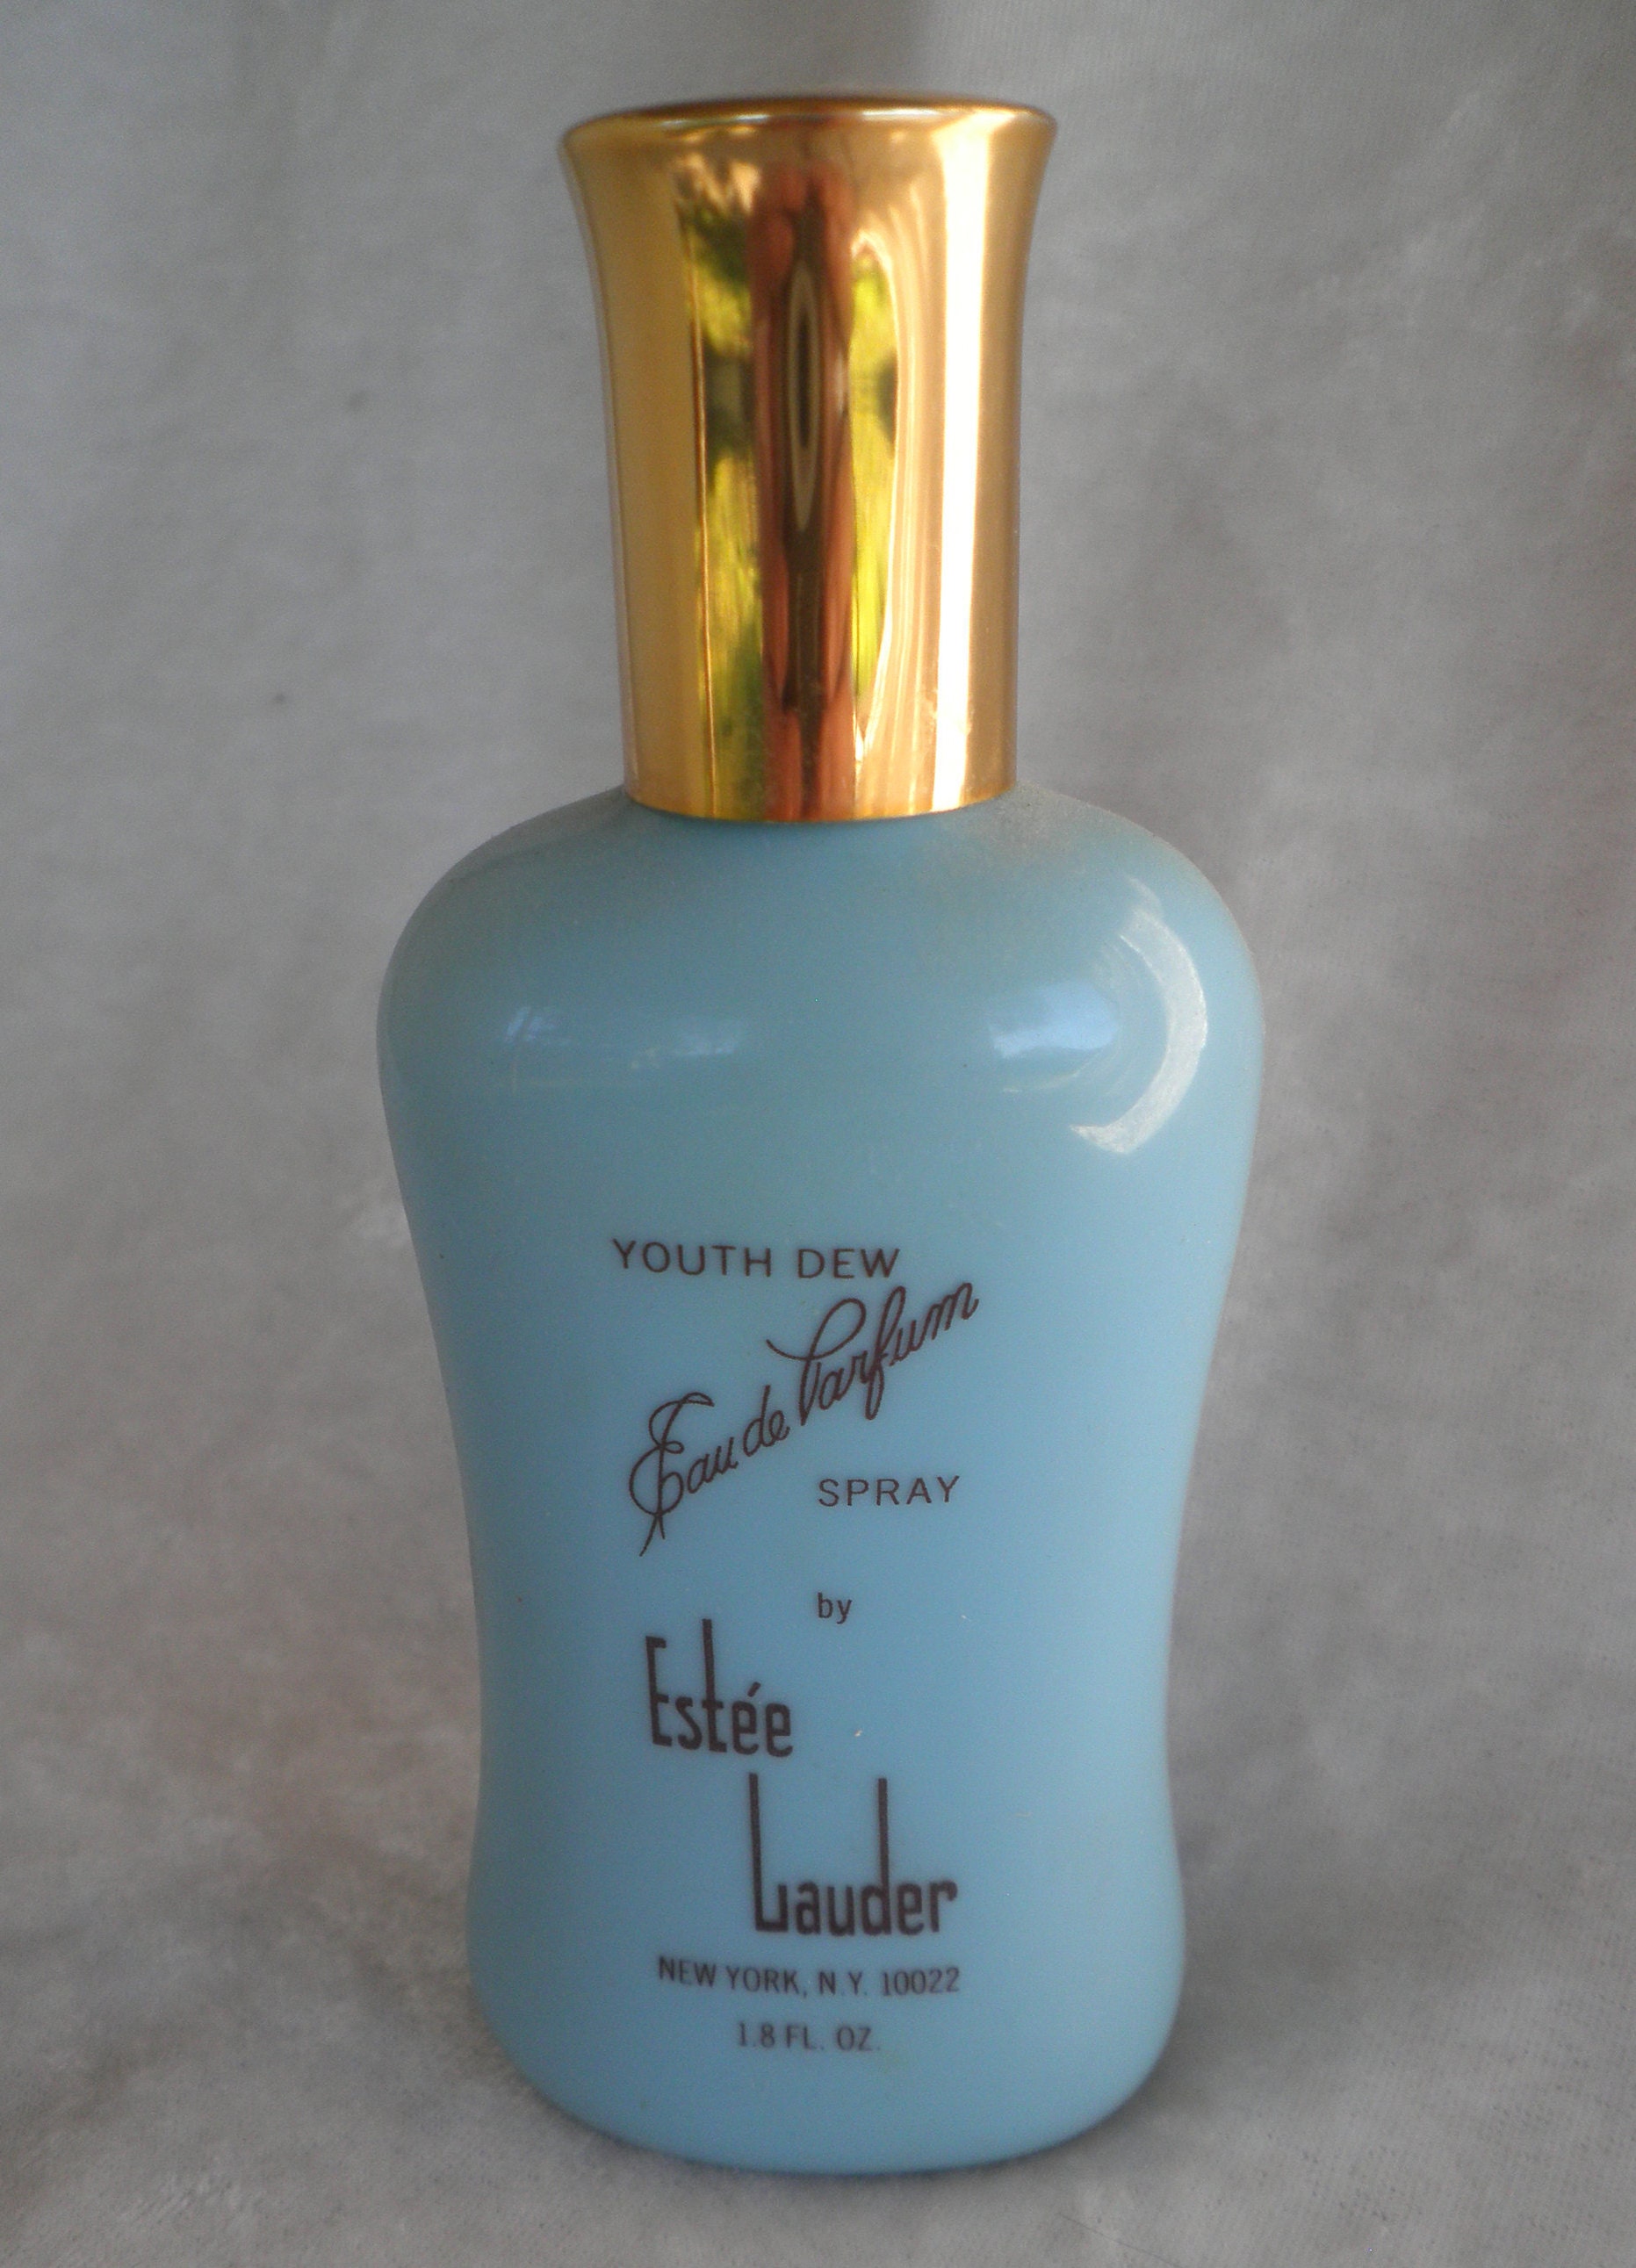 YOUTH DEW
Eau de Parfum
SPRAY
by
Estée
Lauder
NEW YORK, N.Y. 10022
1.8 FL. OZ.